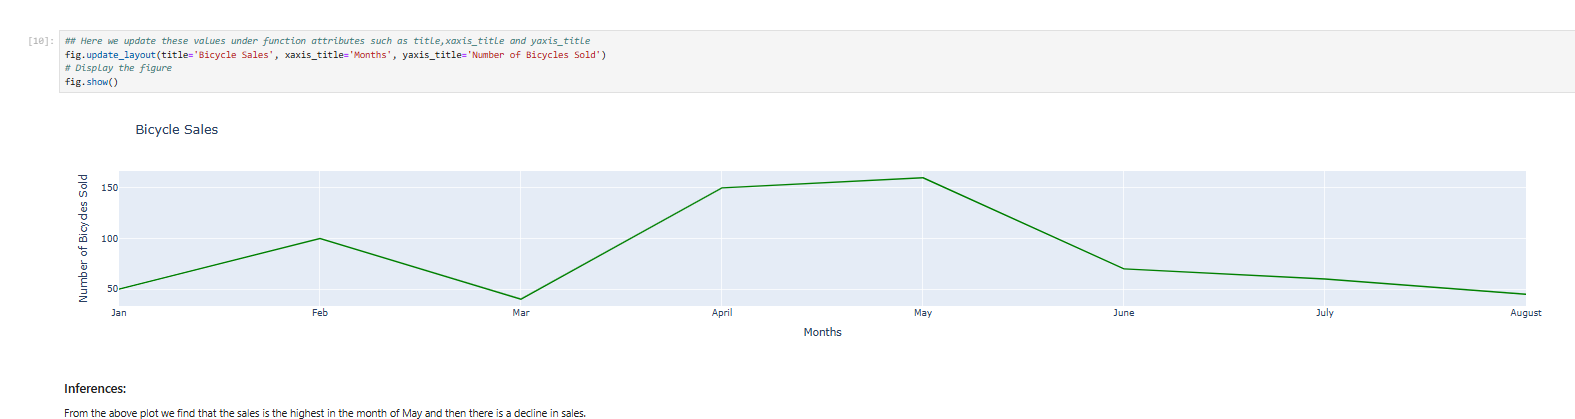 [10]:
## Here we update these values under function attributes such as title,xaxis_title and yaxis_title
fig.update_layout(title='Bicycle Sales', xaxis_title='Months', yaxis_title='Number of Bicycles Sold')
# Display the figure
fig.show()
Bicycle Sales
Number of Bicycles Sold
150
100
50
Jan Feb Mar April May June July August
Months
Inferences:
From the above plot we find that the sales is the highest in the month of May and then there is a decline in sales.